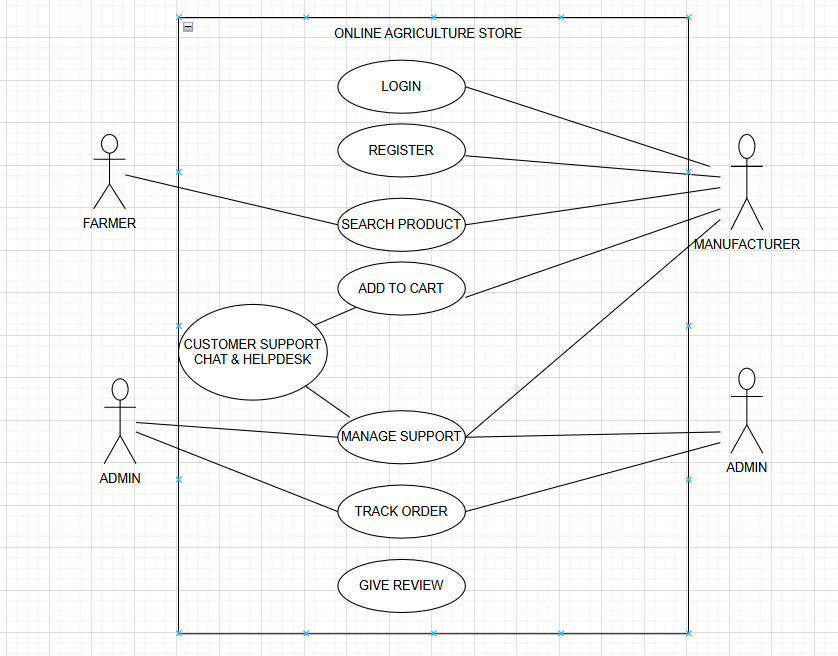 ONLINE AGRICULTURE STORE
LOGIN
REGISTER
FARMER
SEARCH PRODUCT
MANUFACTURER
ADD TO CART
CUSTOMER SUPPORT
CHAT & HELPDESK
MANAGE SUPPORT
ADMIN
ADMIN
TRACK ORDER
GIVE REVIEW